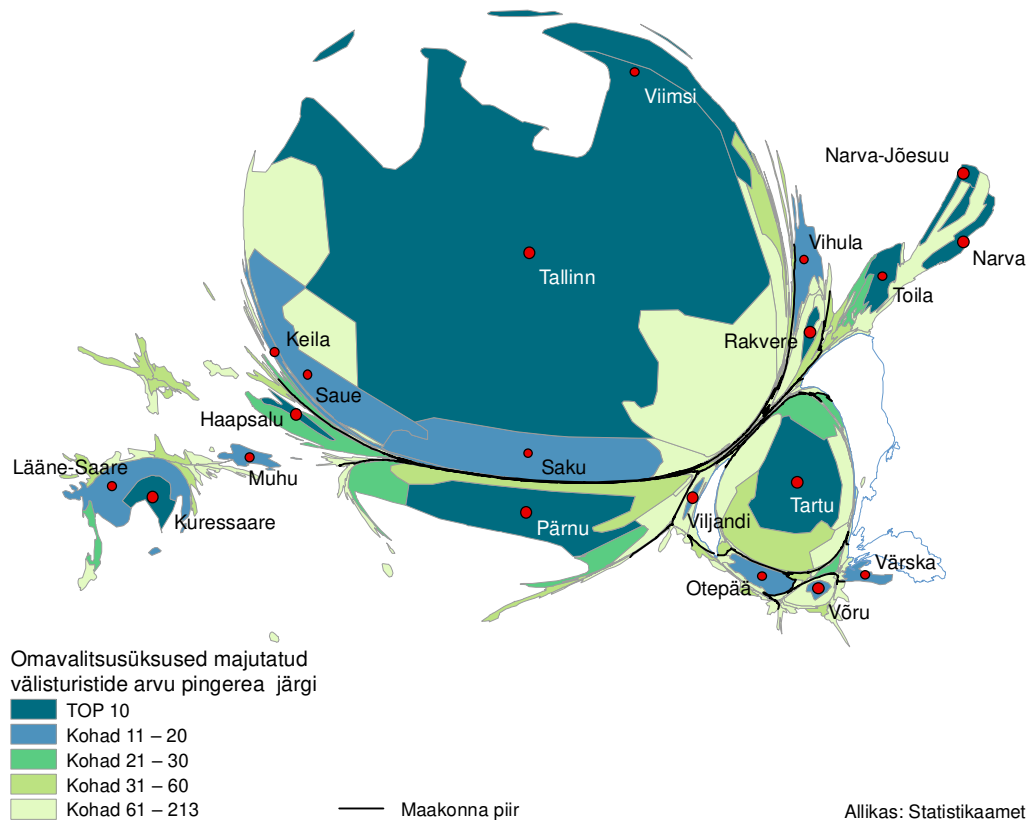 Viimsi
Narva-Jõesuu
Vihula
Narva
Tallinn
Toila
Keila
Rakvere
Saue
Haapsalu
Lääne-Saare
Muhu
Saku
Tartu
Kuressaare
Pärnu
Viljandi
Värska
Otepää
Võru
Omavalitsusüksused majutatud
välisturistide arvu pingerea järgi
TOP 10
Kohad 11 – 20
Kohad 21 – 30
Kohad 31 – 60
Kohad 61 – 213
Maakonna piir
Allikas: Statistikaamet